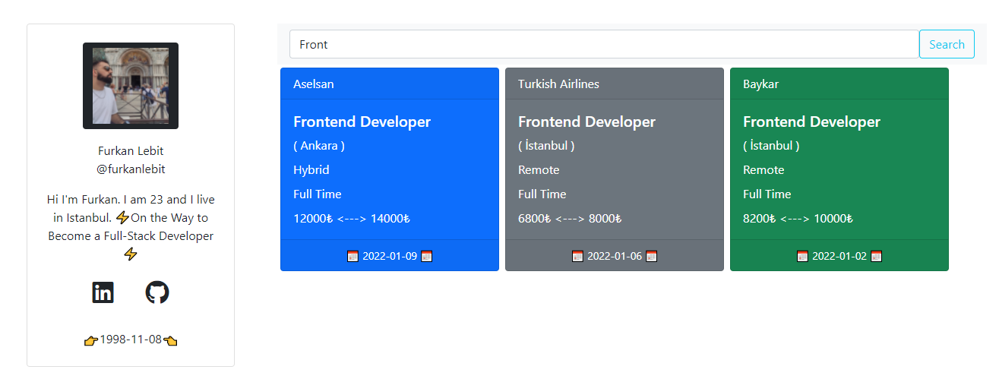 Furkan Lebit
@furkanlebit
Hi I'm Furkan. I am 23 and I live
in Istanbul. ⚡On the Way to
Become a Full-Stack Developer
⚡
👉1998-11-08👈
Front
Search
Aselsan
Frontend Developer
( Ankara )
Hybrid
Full Time
12000₺ <---> 14000₺
📅 2022-01-09 📅
Turkish Airlines
Frontend Developer
( İstanbul )
Remote
Full Time
6800₺ <---> 8000₺
📅 2022-01-06 📅
Baykar
Frontend Developer
( İstanbul )
Remote
Full Time
8200₺ <---> 10000₺
📅 2022-01-02 📅